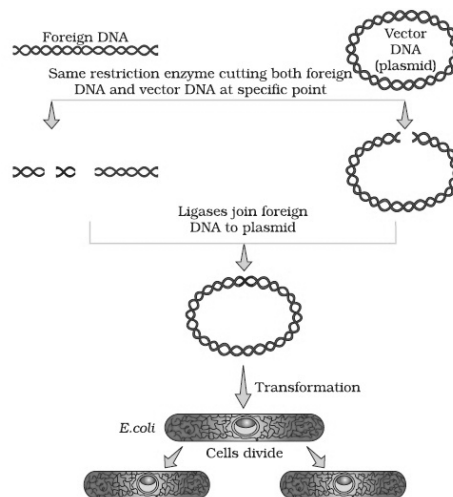 Foreign DNA
Vector
DNA
(plasmid)
Same restriction enzyme cutting both foreign
DNA and vector DNA at specific point
Ligases join foreign
DNA to plasmid
Transformation
E.coli
Cells divide